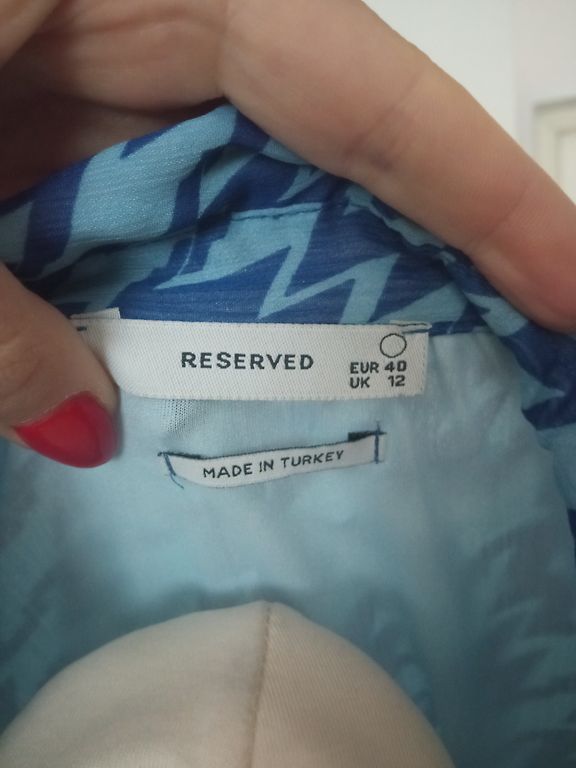 RESERVED
EUR 40
UK 12
MADE IN TURKEY